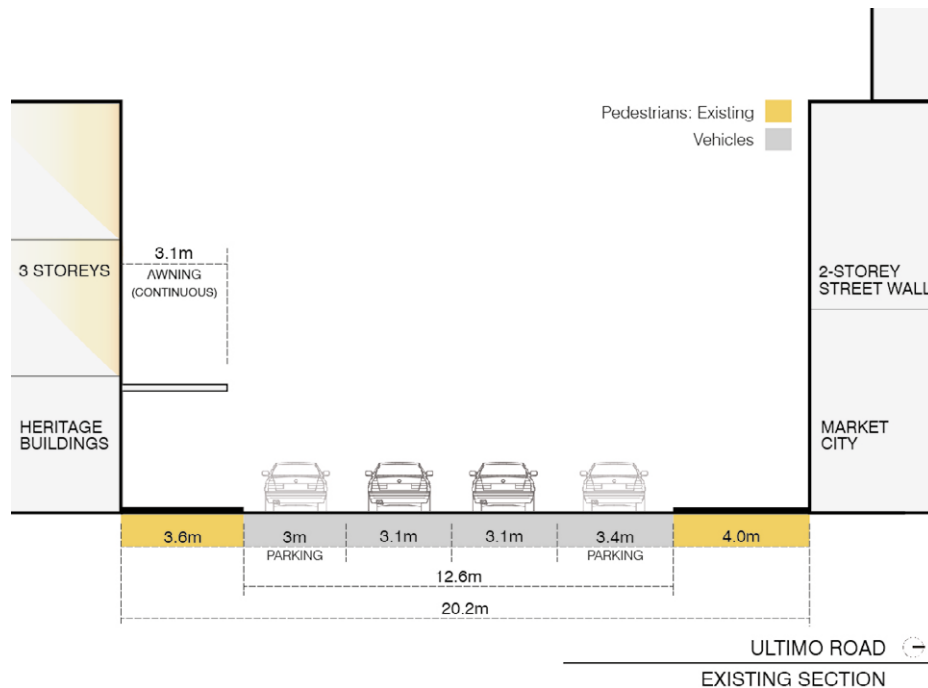 Pedestrians: Existing
Vehicles
3.1m
AWNING
(CONTINUOUS)
3 STOREYS
2-STOREY
STREET WALL
HERITAGE
BUILDINGS
MARKET
CITY
3.6m
3m
3.1m
3.1m
3.4m
4.0m
PARKING
PARKING
12.6m
20.2m
ULTIMO ROAD
EXISTING SECTION